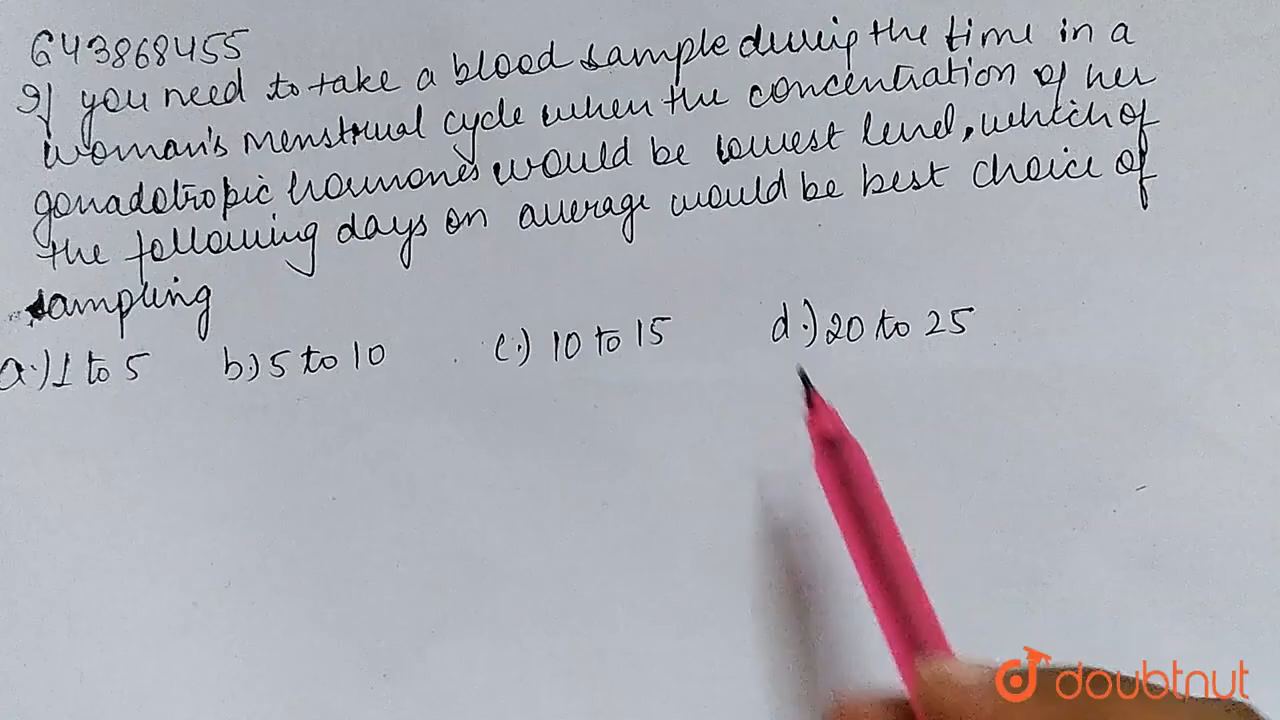 643868455
If you need to take a blood sample during the time in a
woman's menstrual cycle when the concentration of her
gonadotropic hormones would be lowest level, which of
the following days on average would be best choice of
sampling
a.) 1 to 5 b.) 5 to 10 c.) 10 to 15 d.) 20 to 25
doubtnut